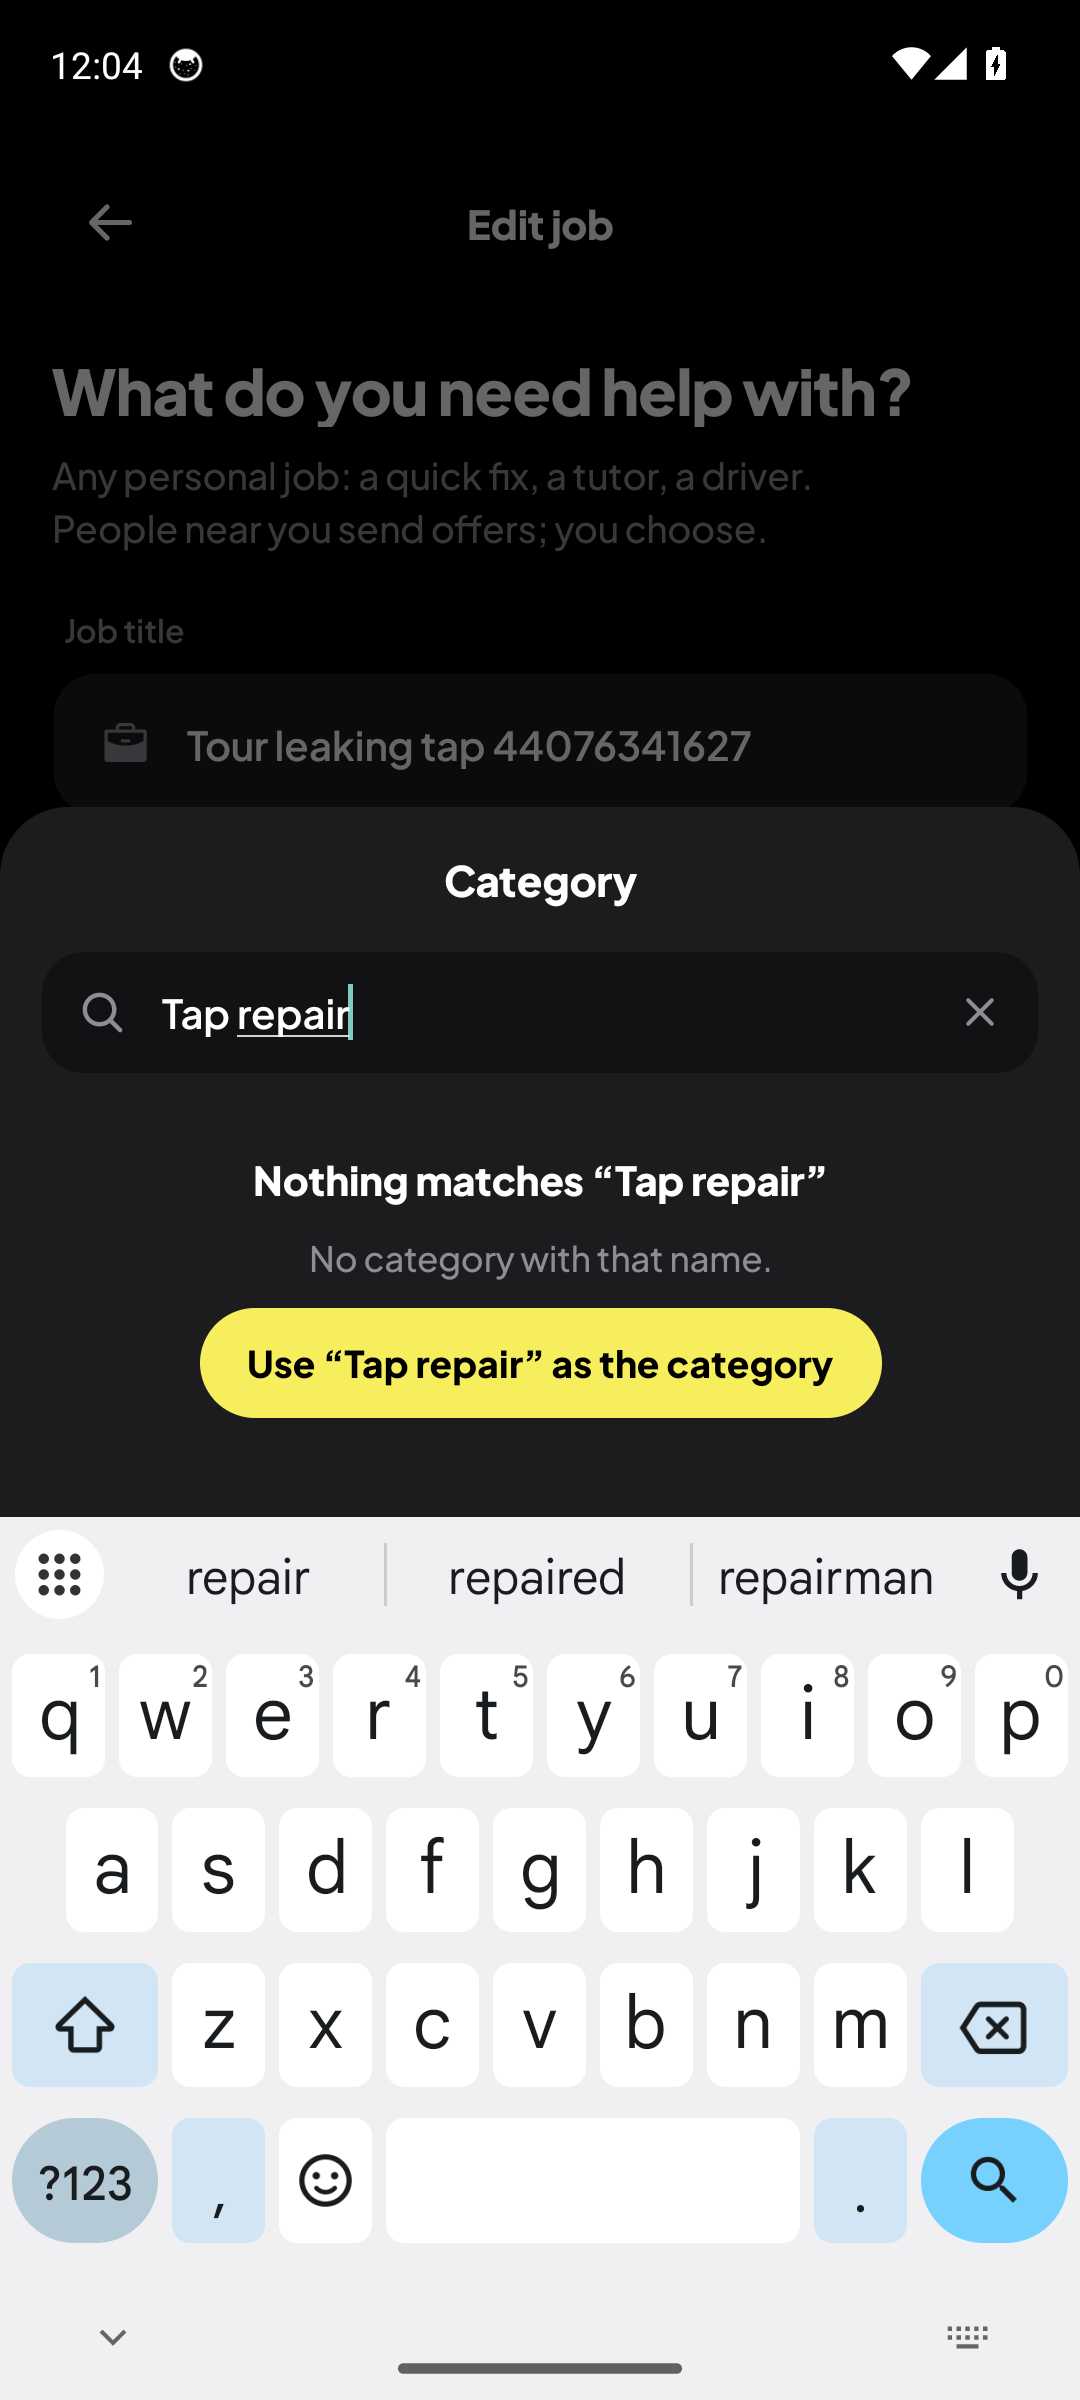 12:04
Edit job
What do you need help with?
Any personal job: a quick fix, a tutor, a driver.
People near you send offers; you choose.
Job title
Tour leaking tap 44076341627
Category
Tap repair
Nothing matches “Tap repair”
No category with that name.
Use “Tap repair” as the category
repair repaired repairman
q 1 w 2 e 3 r 4 t 5 y 6 u 7 i 8 o 9 p 0
a s d f g h j k l
z x c v b n m
?123 , .